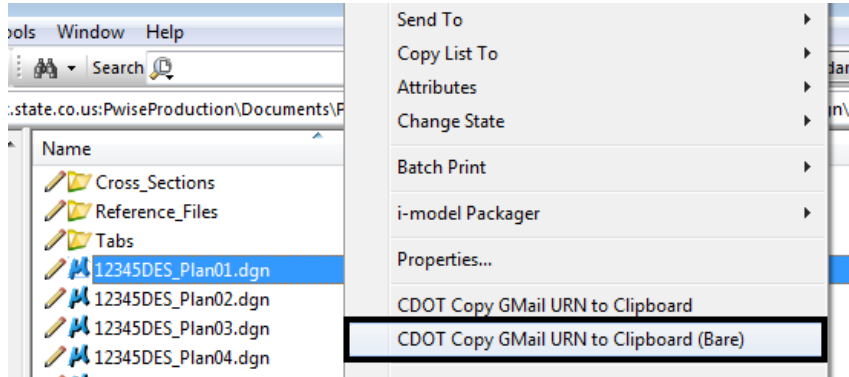 Window Help
Search
.state.co.us:PwiseProduction\Documents\P
Name
Cross_Sections
Reference_Files
Tabs
12345DES_Plan01.dgn
12345DES_Plan02.dgn
12345DES_Plan03.dgn
12345DES_Plan04.dgn
Send To
Copy List To
Attributes
Change State
Batch Print
i-model Packager
Properties...
CDOT Copy GMail URN to Clipboard
CDOT Copy GMail URN to Clipboard (Bare)